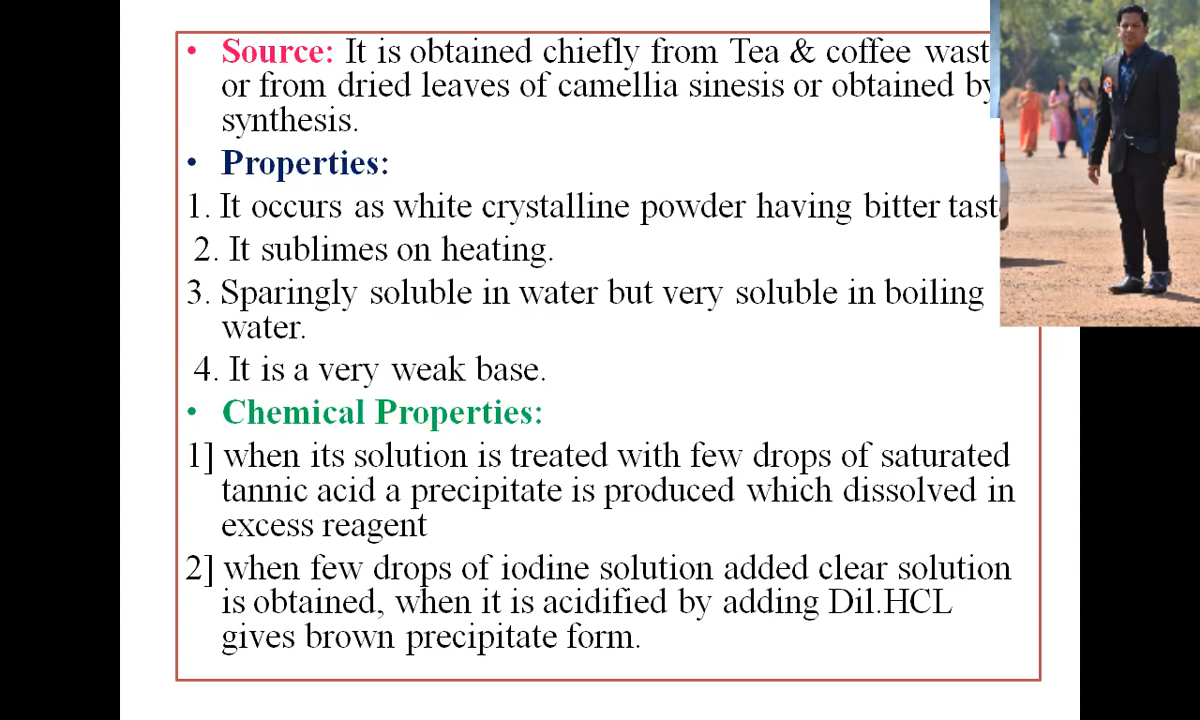 • Source: It is obtained chiefly from Tea & coffee wast
or from dried leaves of camellia sinesis or obtained by
synthesis.
• Properties:
1. It occurs as white crystalline powder having bitter tast
2. It sublimes on heating.
3. Sparingly soluble in water but very soluble in boiling
water.
4. It is a very weak base.
• Chemical Properties:
1] when its solution is treated with few drops of saturated
tannic acid a precipitate is produced which dissolved in
excess reagent
2] when few drops of iodine solution added clear solution
is obtained, when it is acidified by adding Dil.HCL
gives brown precipitate form.